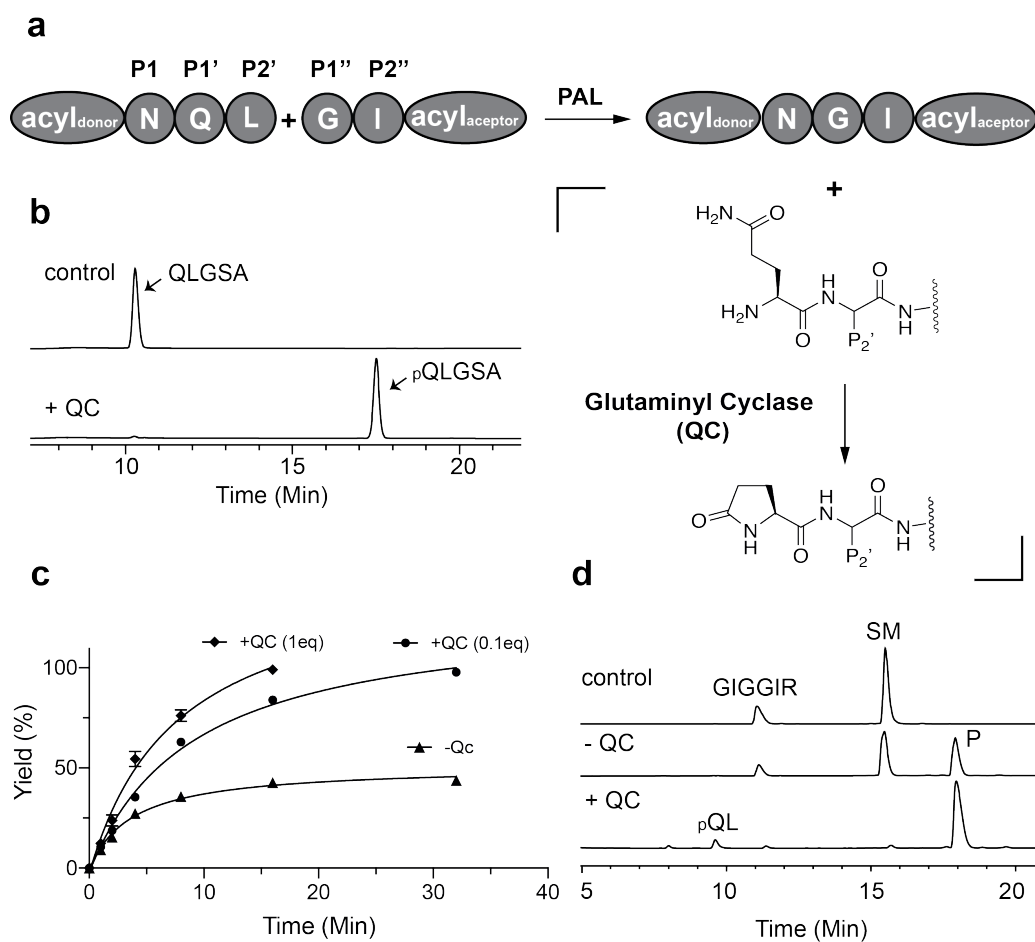 a
P1 P1’ P2’ P1” P2”
acyldonor N Q L + G I acylaceptor PAL acyldonor N G I acylaceptor
+
b
control QLGSA
pQLGSA
+ QC
10 15 20
Time (Min)
H2N O
H2N O H N P2’ O N H
Glutaminyl Cyclase
(QC)
O N H O H N P2’ O N H
c
+QC (1eq) +QC (0.1eq)
-Qc
Yield (%)
100
50
0
0 10 20 30 40
Time (Min)
d
SM
control GIGGIR
- QC P
+ QC
pQL
5 10 15 20
Time (Min)